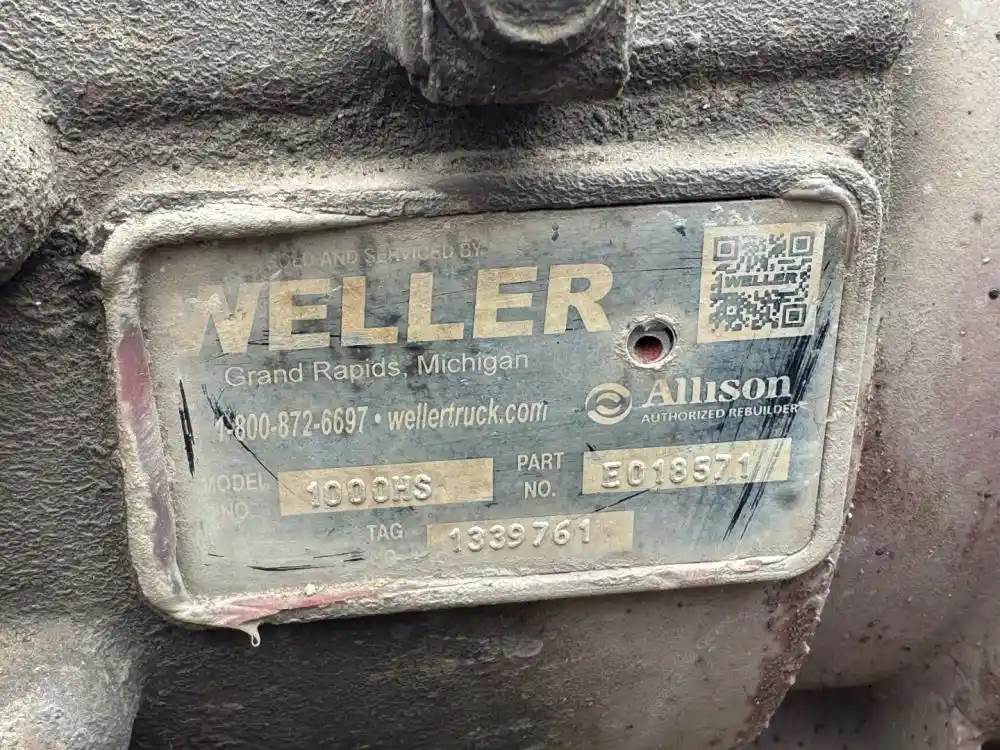 SOLD AND SERVICED BY
WELLER
WELLER
Grand Rapids, Michigan
Allison
AUTHORIZED REBUILDER
1-800-872-6697 • wellertruck.com
MODEL NO. 1000HS
PART NO. E018571
TAG 1339761